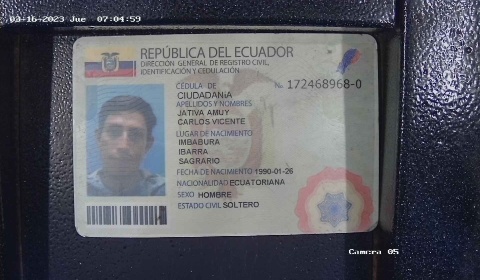 03-16-2023 Jue 07:04:59
REPÚBLICA DEL ECUADOR
DIRECCIÓN GENERAL DE REGISTRO CIVIL,
IDENTIFICACIÓN Y CEDULACIÓN
CÉDULA DE No. 172468968-0
CIUDADANÍA
APELLIDOS Y NOMBRES
JATIVA AMUY
CARLOS VICENTE
LUGAR DE NACIMIENTO
IMBABURA
IBARRA
SAGRARIO
FECHA DE NACIMIENTO 1990-01-26
NACIONALIDAD ECUATORIANA
SEXO HOMBRE
ESTADO CIVIL SOLTERO
Camera 05